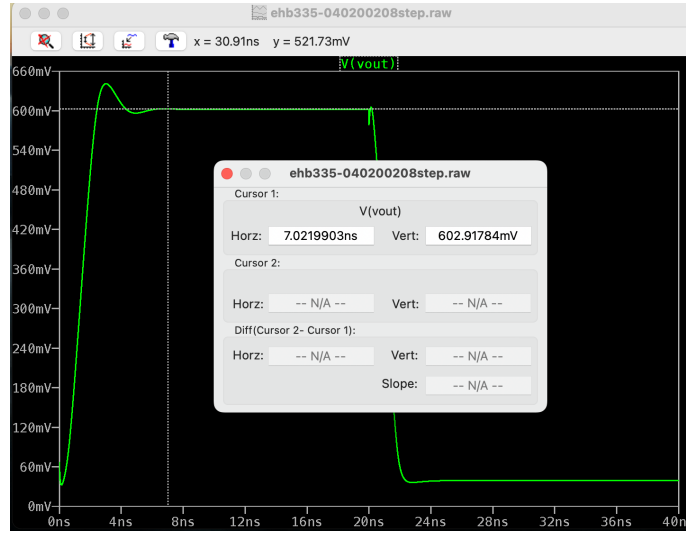 ehb335-040200208step.raw
x = 30.91ns y = 521.73mV
V(vout)
660mV
600mV
540mV
480mV
420mV
360mV
300mV
240mV
180mV
120mV
60mV
0mV
0ns 4ns 8ns 12ns 16ns 20ns 24ns 28ns 32ns 36ns 40n
ehb335-040200208step.raw
Cursor 1:
V(vout)
Horz: 7.0219903ns Vert: 602.91784mV
Cursor 2:
Horz: -- N/A -- Vert: -- N/A --
Diff(Cursor 2- Cursor 1):
Horz: -- N/A -- Vert: -- N/A --
Slope: -- N/A --